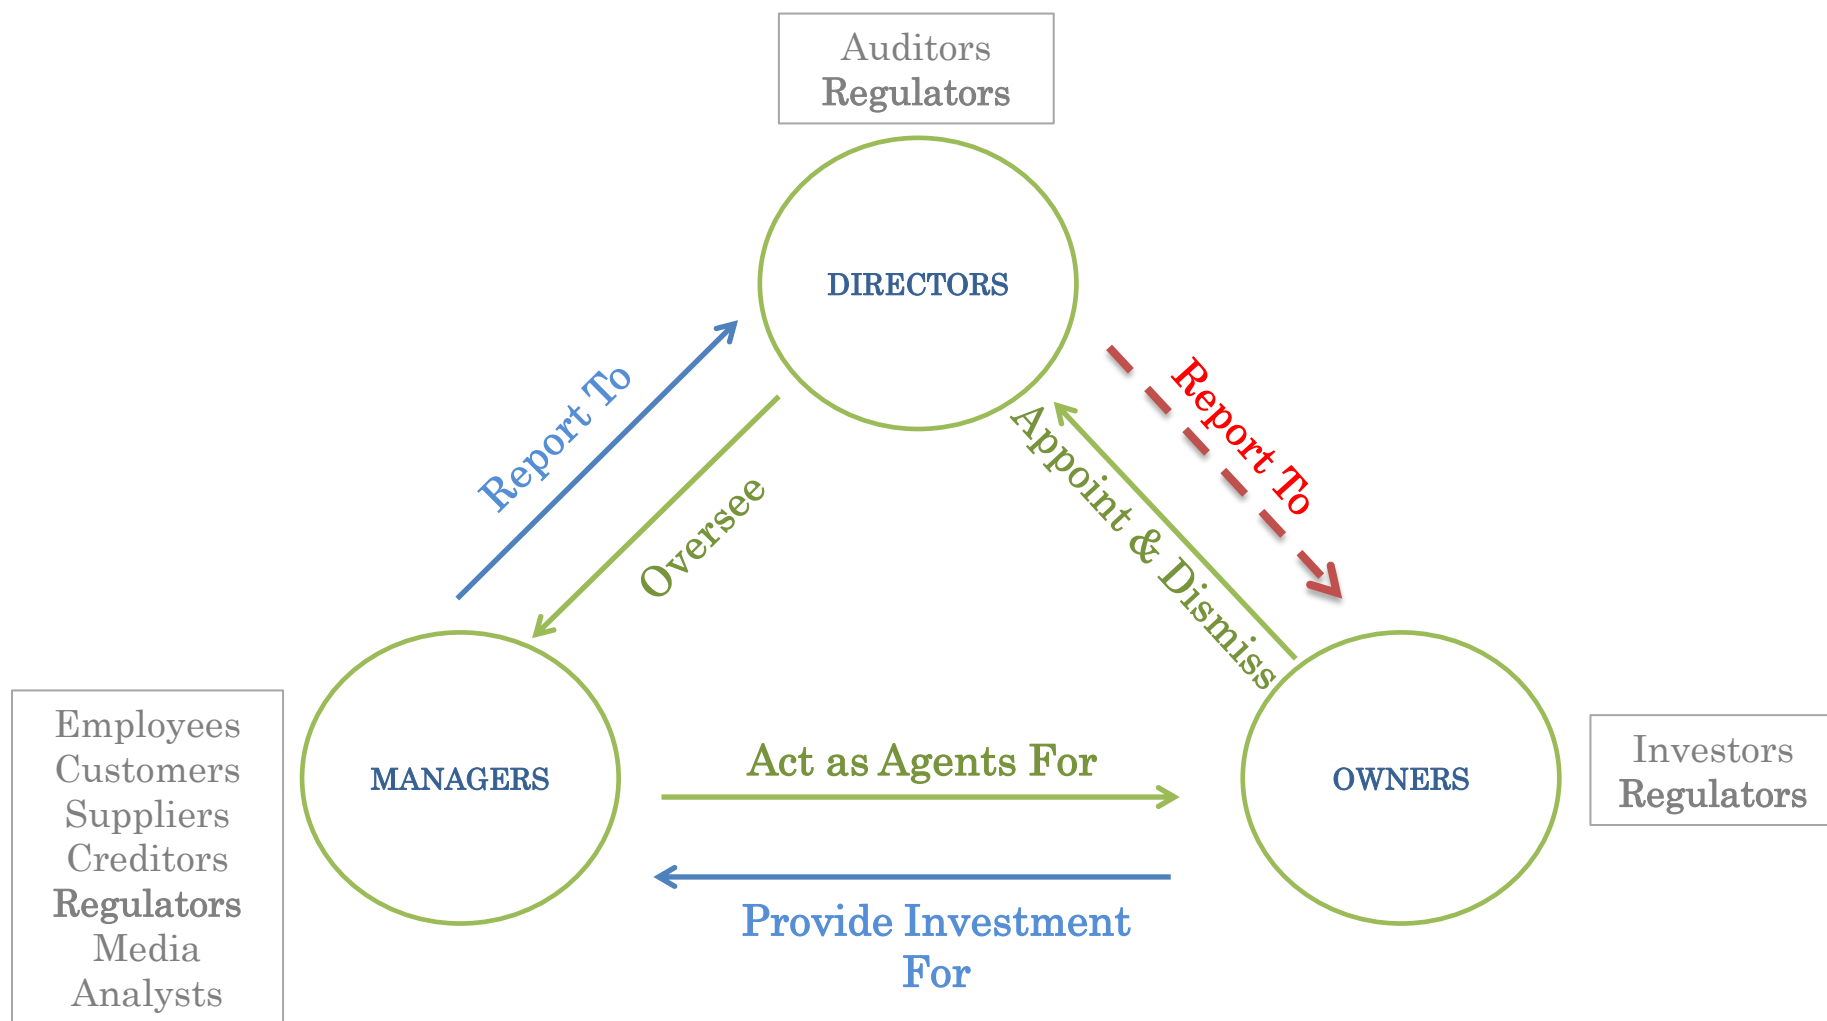 Auditors
Regulators
DIRECTORS
Report To
Report To
Appoint & Dismiss
Oversee
Employees
Customers
Suppliers
Creditors
Regulators
Media
Analysts
MANAGERS
Act as Agents For
OWNERS
Investors
Regulators
Provide Investment
For